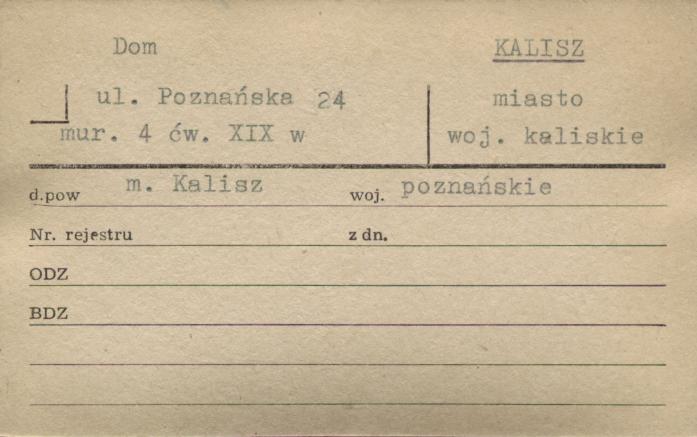 Dom KALISZ
ul. Poznańska 24 miasto
mur. 4 ćw. XIX w woj. kaliskie
d.pow m. Kalisz woj. poznańskie
Nr. rejestru z dn.
ODZ
BDZ